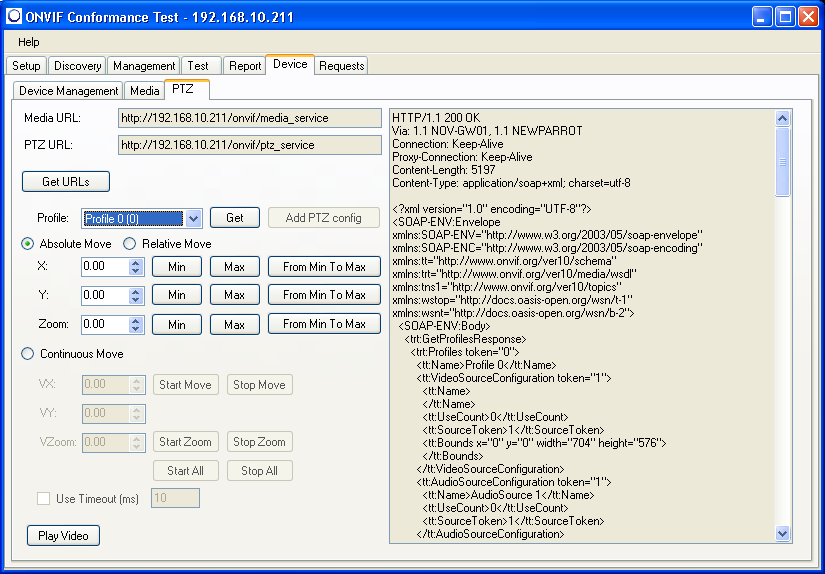 ONVIF Conformance Test - 192.168.10.211
Help
Setup Discovery Management Test Report Device Requests
Device Management Media PTZ
Media URL: http://192.168.10.211/onvif/media_service
PTZ URL: http://192.168.10.211/onvif/ptz_service
Get URLs
Profile: Profile 0 (0) Get Add PTZ config
Absolute Move Relative Move
X: 0.00 Min Max From Min To Max
Y: 0.00 Min Max From Min To Max
Zoom: 0.00 Min Max From Min To Max
Continuous Move
VX: 0.00 Start Move Stop Move
VY: 0.00
VZoom: 0.00 Start Zoom Stop Zoom
Start All Stop All
Use Timeout (ms) 10
Play Video
HTTP/1.1 200 OK
Via: 1.1 NOV-GW01, 1.1 NEWPARROT
Connection: Keep-Alive
Proxy-Connection: Keep-Alive
Content-Length: 5197
Content-Type: application/soap+xml; charset=utf-8
<?xml version="1.0" encoding="UTF-8"?>
<SOAP-ENV:Envelope
xmlns:SOAP-ENV="http://www.w3.org/2003/05/soap-envelope"
xmlns:SOAP-ENC="http://www.w3.org/2003/05/soap-encoding"
xmlns:tt="http://www.onvif.org/ver10/schema"
xmlns:trt="http://www.onvif.org/ver10/media/wsdl"
xmlns:tns1="http://www.onvif.org/ver10/topics"
xmlns:wstop="http://docs.oasis-open.org/wsn/t-1"
xmlns:wsnt="http://docs.oasis-open.org/wsn/b-2">
<SOAP-ENV:Body>
<trt:GetProfilesResponse>
<trt:Profiles token="0">
<tt:Name>Profile 0</tt:Name>
<tt:VideoSourceConfiguration token="1">
<tt:Name>
</tt:Name>
<tt:UseCount>0</tt:UseCount>
<tt:SourceToken>1</tt:SourceToken>
<tt:Bounds x="0" y="0" width="704" height="576">
</tt:Bounds>
</tt:VideoSourceConfiguration>
<tt:AudioSourceConfiguration token="1">
<tt:Name>AudioSource 1</tt:Name>
<tt:UseCount>0</tt:UseCount>
<tt:SourceToken>1</tt:SourceToken>
</tt:AudioSourceConfiguration>